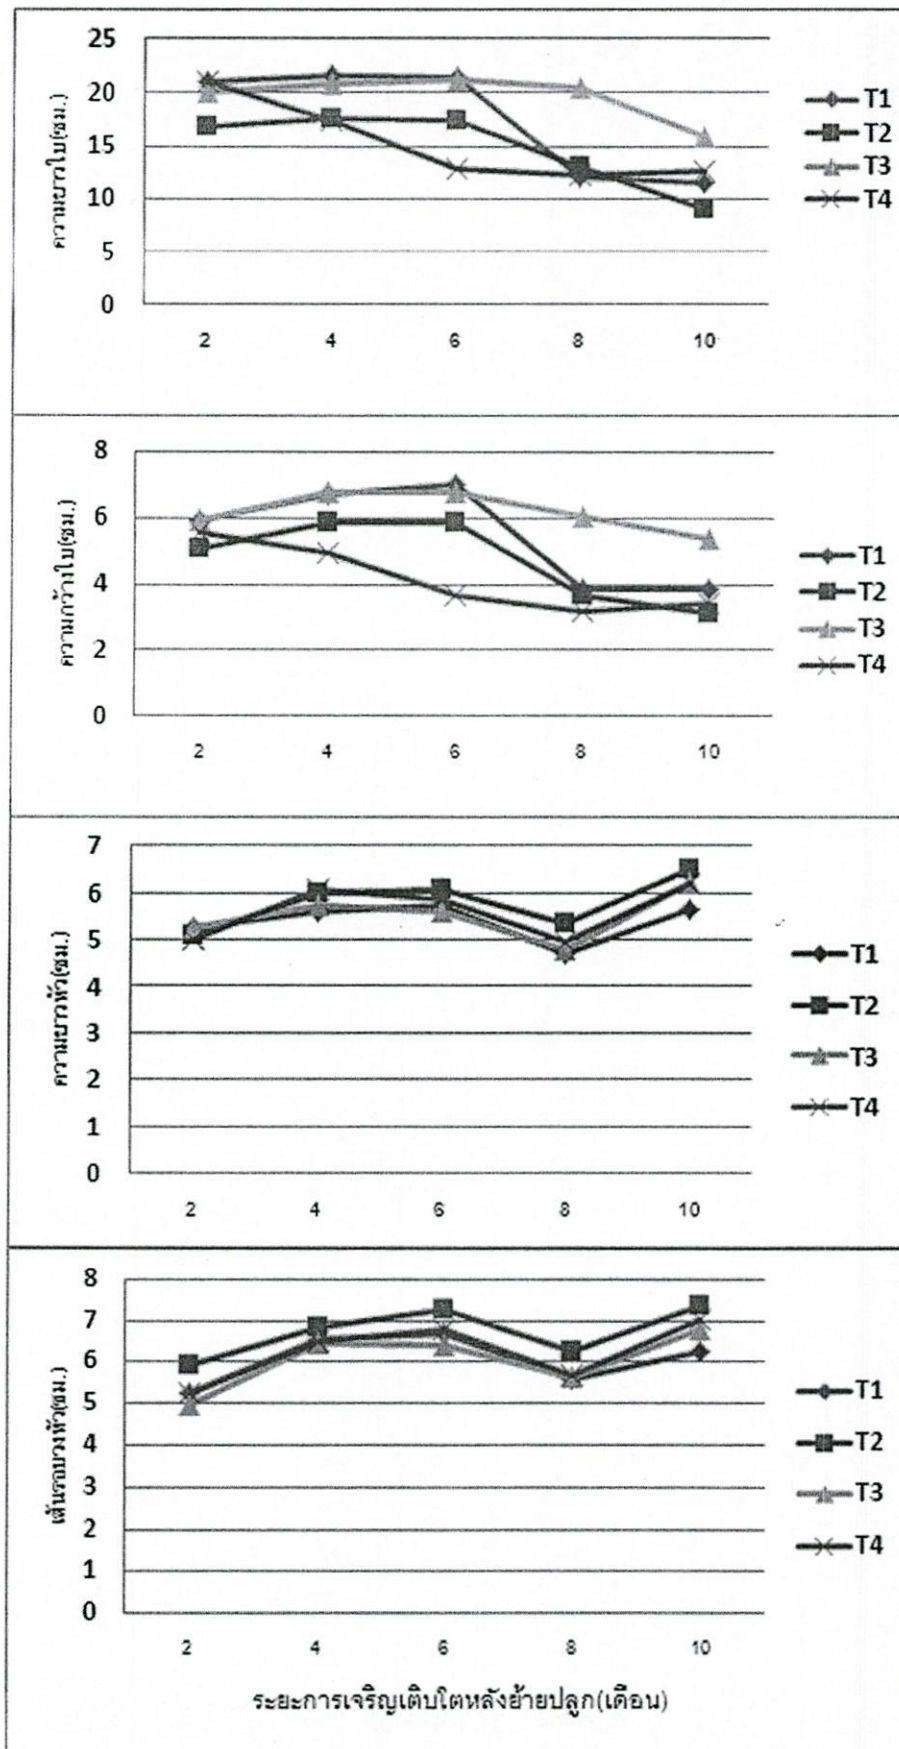 ความยาวใบ(ซม.)
25
20
15
10
5
0
2 4 6 8 10
T1
T2
T3
T4
ความกว้างใบ(ซม.)
8
6
4
2
0
2 4 6 8 10
T1
T2
T3
T4
ความยาวหัว(ซม.)
7
6
5
4
3
2
1
0
2 4 6 8 10
T1
T2
T3
T4
เส้นรอบวงหัว(ซม.)
8
7
6
5
4
3
2
1
0
2 4 6 8 10
T1
T2
T3
T4
ระยะการเจริญเติบโตหลังย้ายปลูก(เดือน)